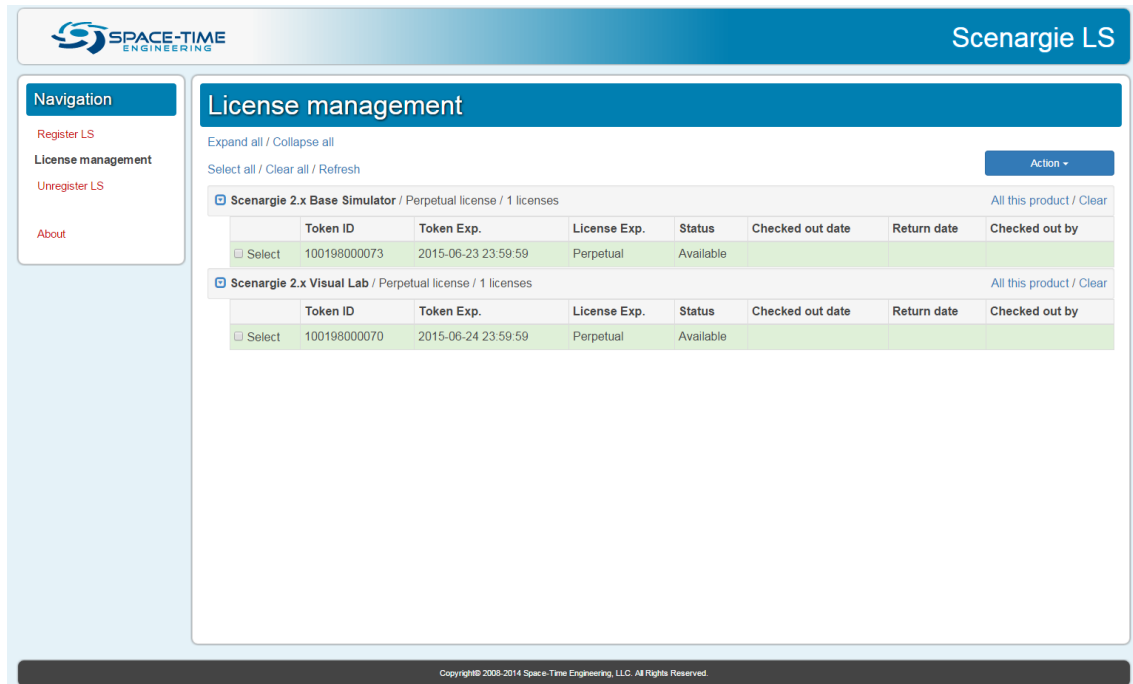 SPACE-TIME
ENGINEERING
Scenargie LS
Navigation
Register LS
License management
Unregister LS
About
License management
Expand all / Collapse all
Select all / Clear all / Refresh
Action
Scenargie 2.x Base Simulator / Perpetual license / 1 licenses All this product / Clear
Token ID Token Exp. License Exp. Status Checked out date Return date Checked out by
Select 100198000073 2015-06-23 23:59:59 Perpetual Available
Scenargie 2.x Visual Lab / Perpetual license / 1 licenses All this product / Clear
Token ID Token Exp. License Exp. Status Checked out date Return date Checked out by
Select 100198000070 2015-06-24 23:59:59 Perpetual Available
Copyright© 2008-2014 Space-Time Engineering, LLC. All Rights Reserved.